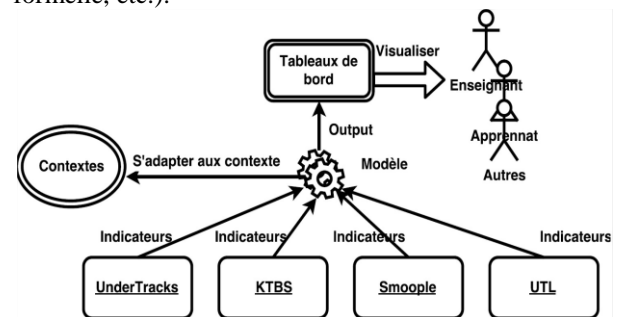 formelle, etc.).
Tableaux de
bord
Visualiser
Enseignant
Apprennat
Autres
Output
Contextes
S'adapter aux contexte
Modèle
Indicateurs
Indicateurs
Indicateurs
Indicateurs
UnderTracks
KTBS
Smoople
UTL